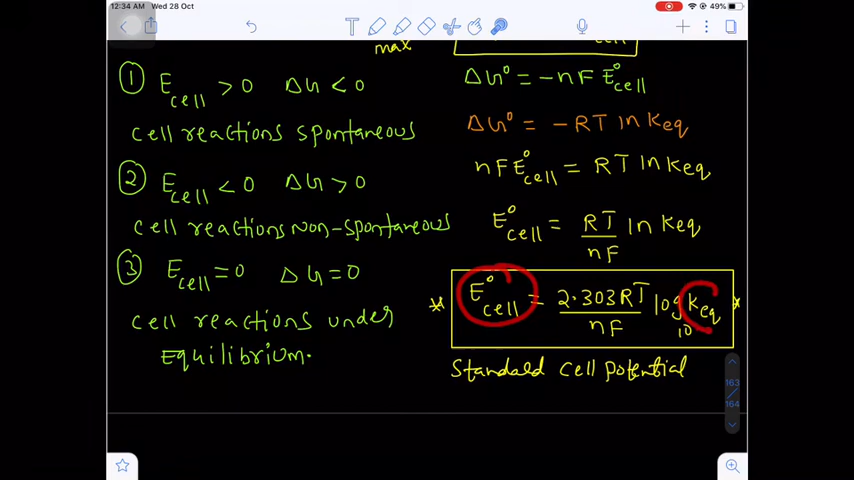 12:34 AM Wed 28 Oct
49%
max
① E cell > 0 ΔG < 0
cell reactions spontaneous
② E cell < 0 ΔG > 0
cell reactions non-spontaneous
③ E cell = 0 ΔG = 0
cell reactions under
Equilibrium.
ΔG° = -nF E°cell
ΔG° = -RT ln Keq
nFE°cell = RT ln Keq
E°cell = RT/nF ln Keq
* E°cell = 2.303RT/nF log10 Keq *
Standard cell potential
163
/
164